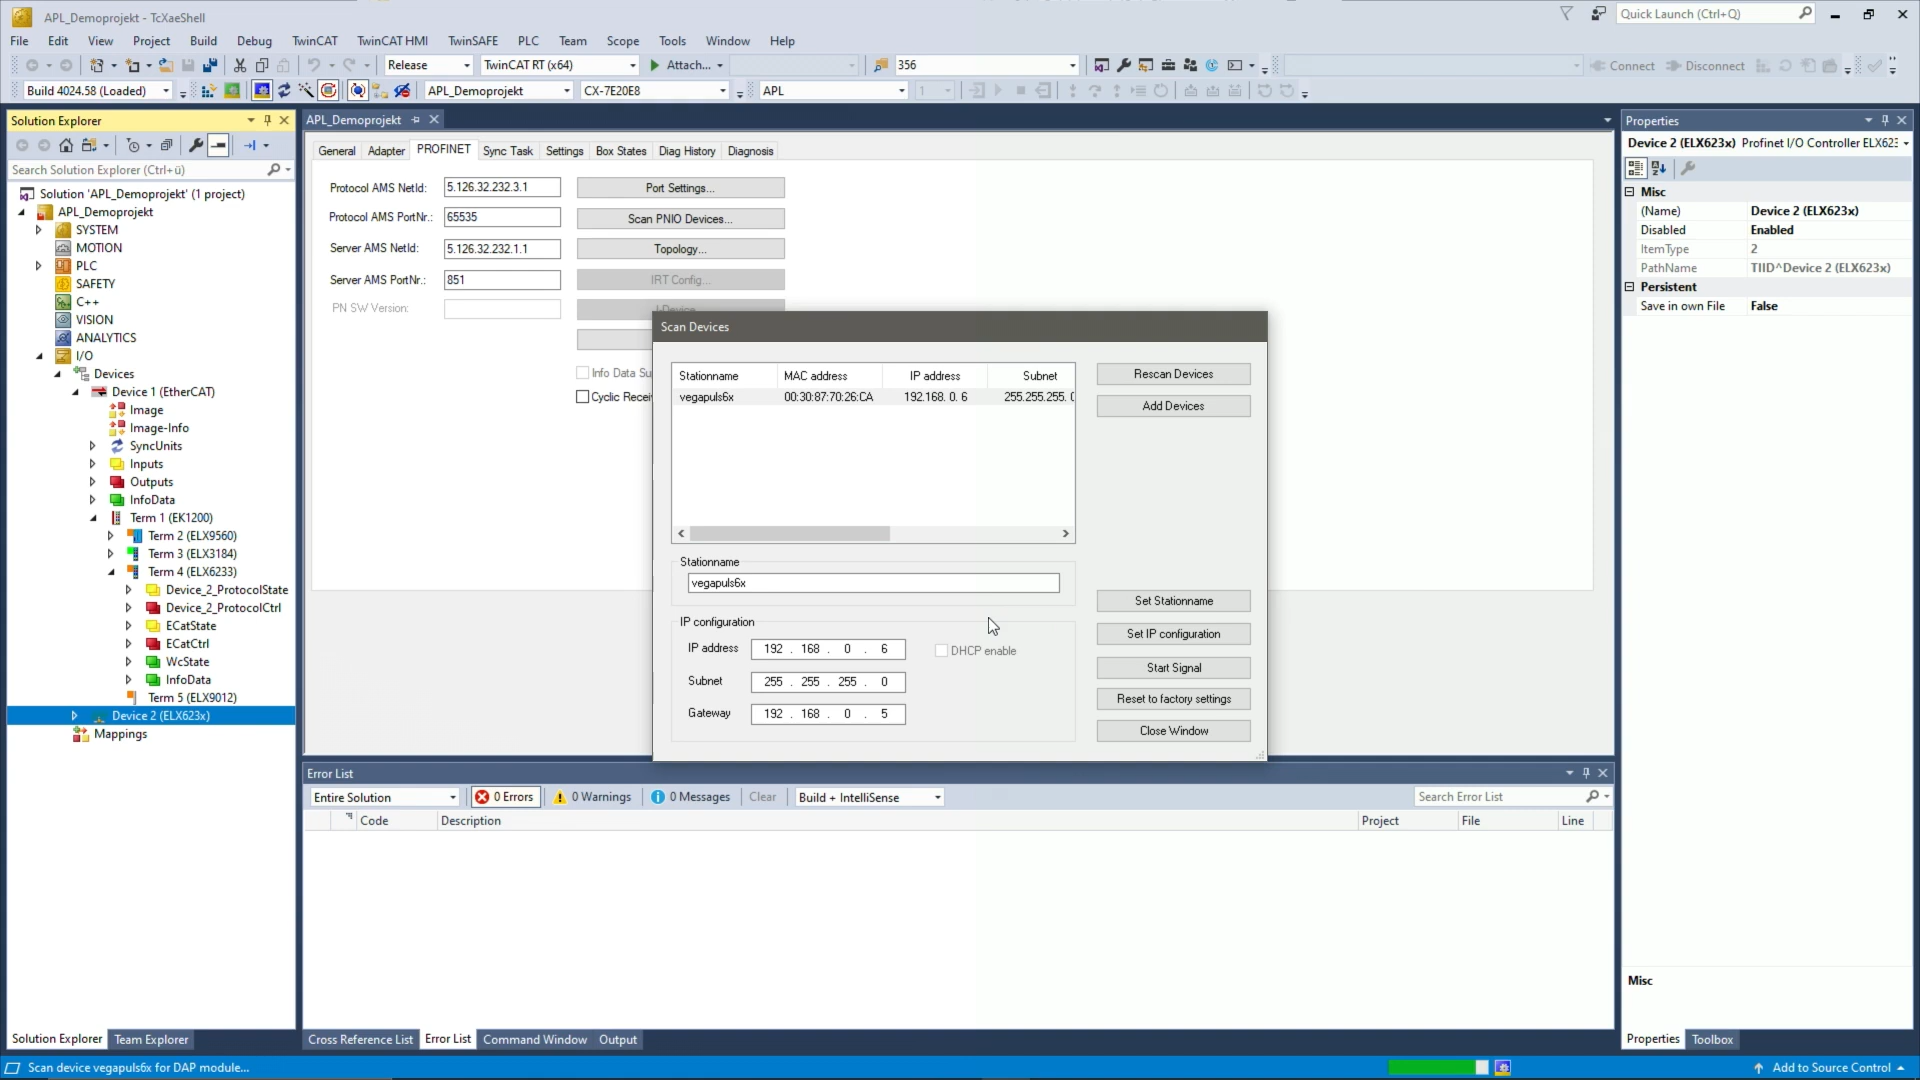 APL_Demoprojekt - TcXaeShell
Quick Launch (Ctrl+Q)
File Edit View Project Build Debug TwinCAT TwinCAT HMI TwinSAFE PLC Team Scope Tools Window Help
Release TwinCAT RT (x64) Attach... 356 Connect Disconnect
Build 4024.58 (Loaded) APL_Demoprojekt CX-7E20E8 APL 1
Solution Explorer
Search Solution Explorer (Ctrl+ü)
Solution 'APL_Demoprojekt' (1 project)
APL_Demoprojekt
SYSTEM
MOTION
PLC
SAFETY
C++
VISION
ANALYTICS
I/O
Devices
Device 1 (EtherCAT)
Image
Image-Info
SyncUnits
Inputs
Outputs
InfoData
Term 1 (EK1200)
Term 2 (ELX9560)
Term 3 (ELX3184)
Term 4 (ELX6233)
Device_2_ProtocolState
Device_2_ProtocolCtrl
ECatState
ECatCtrl
WcState
InfoData
Term 5 (ELX9012)
Device 2 (ELX623x)
Mappings
Solution Explorer Team Explorer
APL_Demoprojekt
General Adapter PROFINET Sync Task Settings Box States Diag History Diagnosis
Protocol AMS NetId: 5.126.32.232.3.1 Port Settings...
Protocol AMS PortNr.: 65535 Scan PNIO Devices...
Server AMS NetId: 5.126.32.232.1.1 Topology...
Server AMS PortNr.: 851 IRT Config...
PN SW Version:
Info Data Su
Cyclic Recei
Scan Devices
Stationname MAC address IP address Subnet
vegapuls6x 00:30:87:70:26:CA 192.168. 0. 6 255.255.255. 0
Rescan Devices
Add Devices
Stationname
vegapuls6x
IP configuration
IP address 192 . 168 . 0 . 6 DHCP enable
Subnet 255 . 255 . 255 . 0
Gateway 192 . 168 . 0 . 5
Set Stationname
Set IP configuration
Start Signal
Reset to factory settings
Close Window
Error List
Entire Solution 0 Errors 0 Warnings 0 Messages Clear Build + IntelliSense Search Error List
Code Description Project File Line
Cross Reference List Error List Command Window Output
Properties
Device 2 (ELX623x) Profinet I/O Controller ELX623
Misc
(Name) Device 2 (ELX623x)
Disabled Enabled
ItemType 2
PathName TIID^Device 2 (ELX623x)
Persistent
Save in own File False
Misc
Properties Toolbox
Scan device vegapuls6x for DAP module...
Add to Source Control